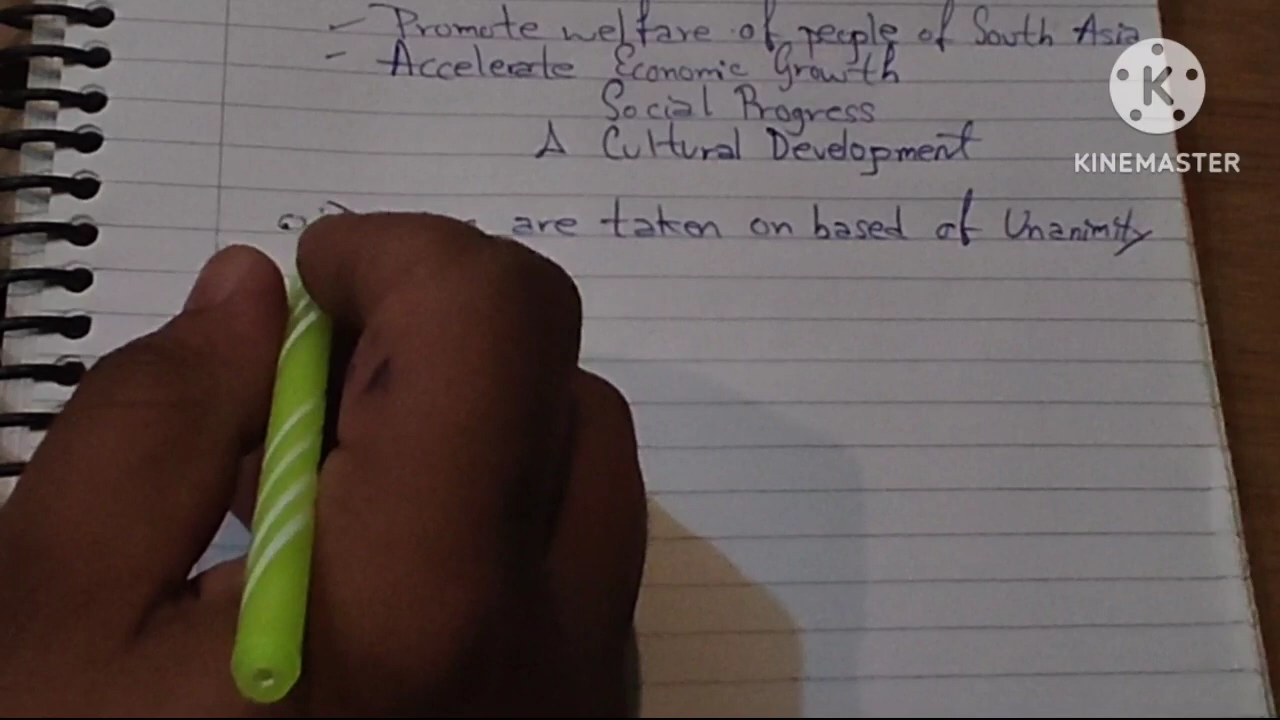 - Promote welfare of people of South Asia
- Accelerate Economic Growth
Social Progress
& Cultural Development
are taken on based of Unanimity
K
KINEMASTER